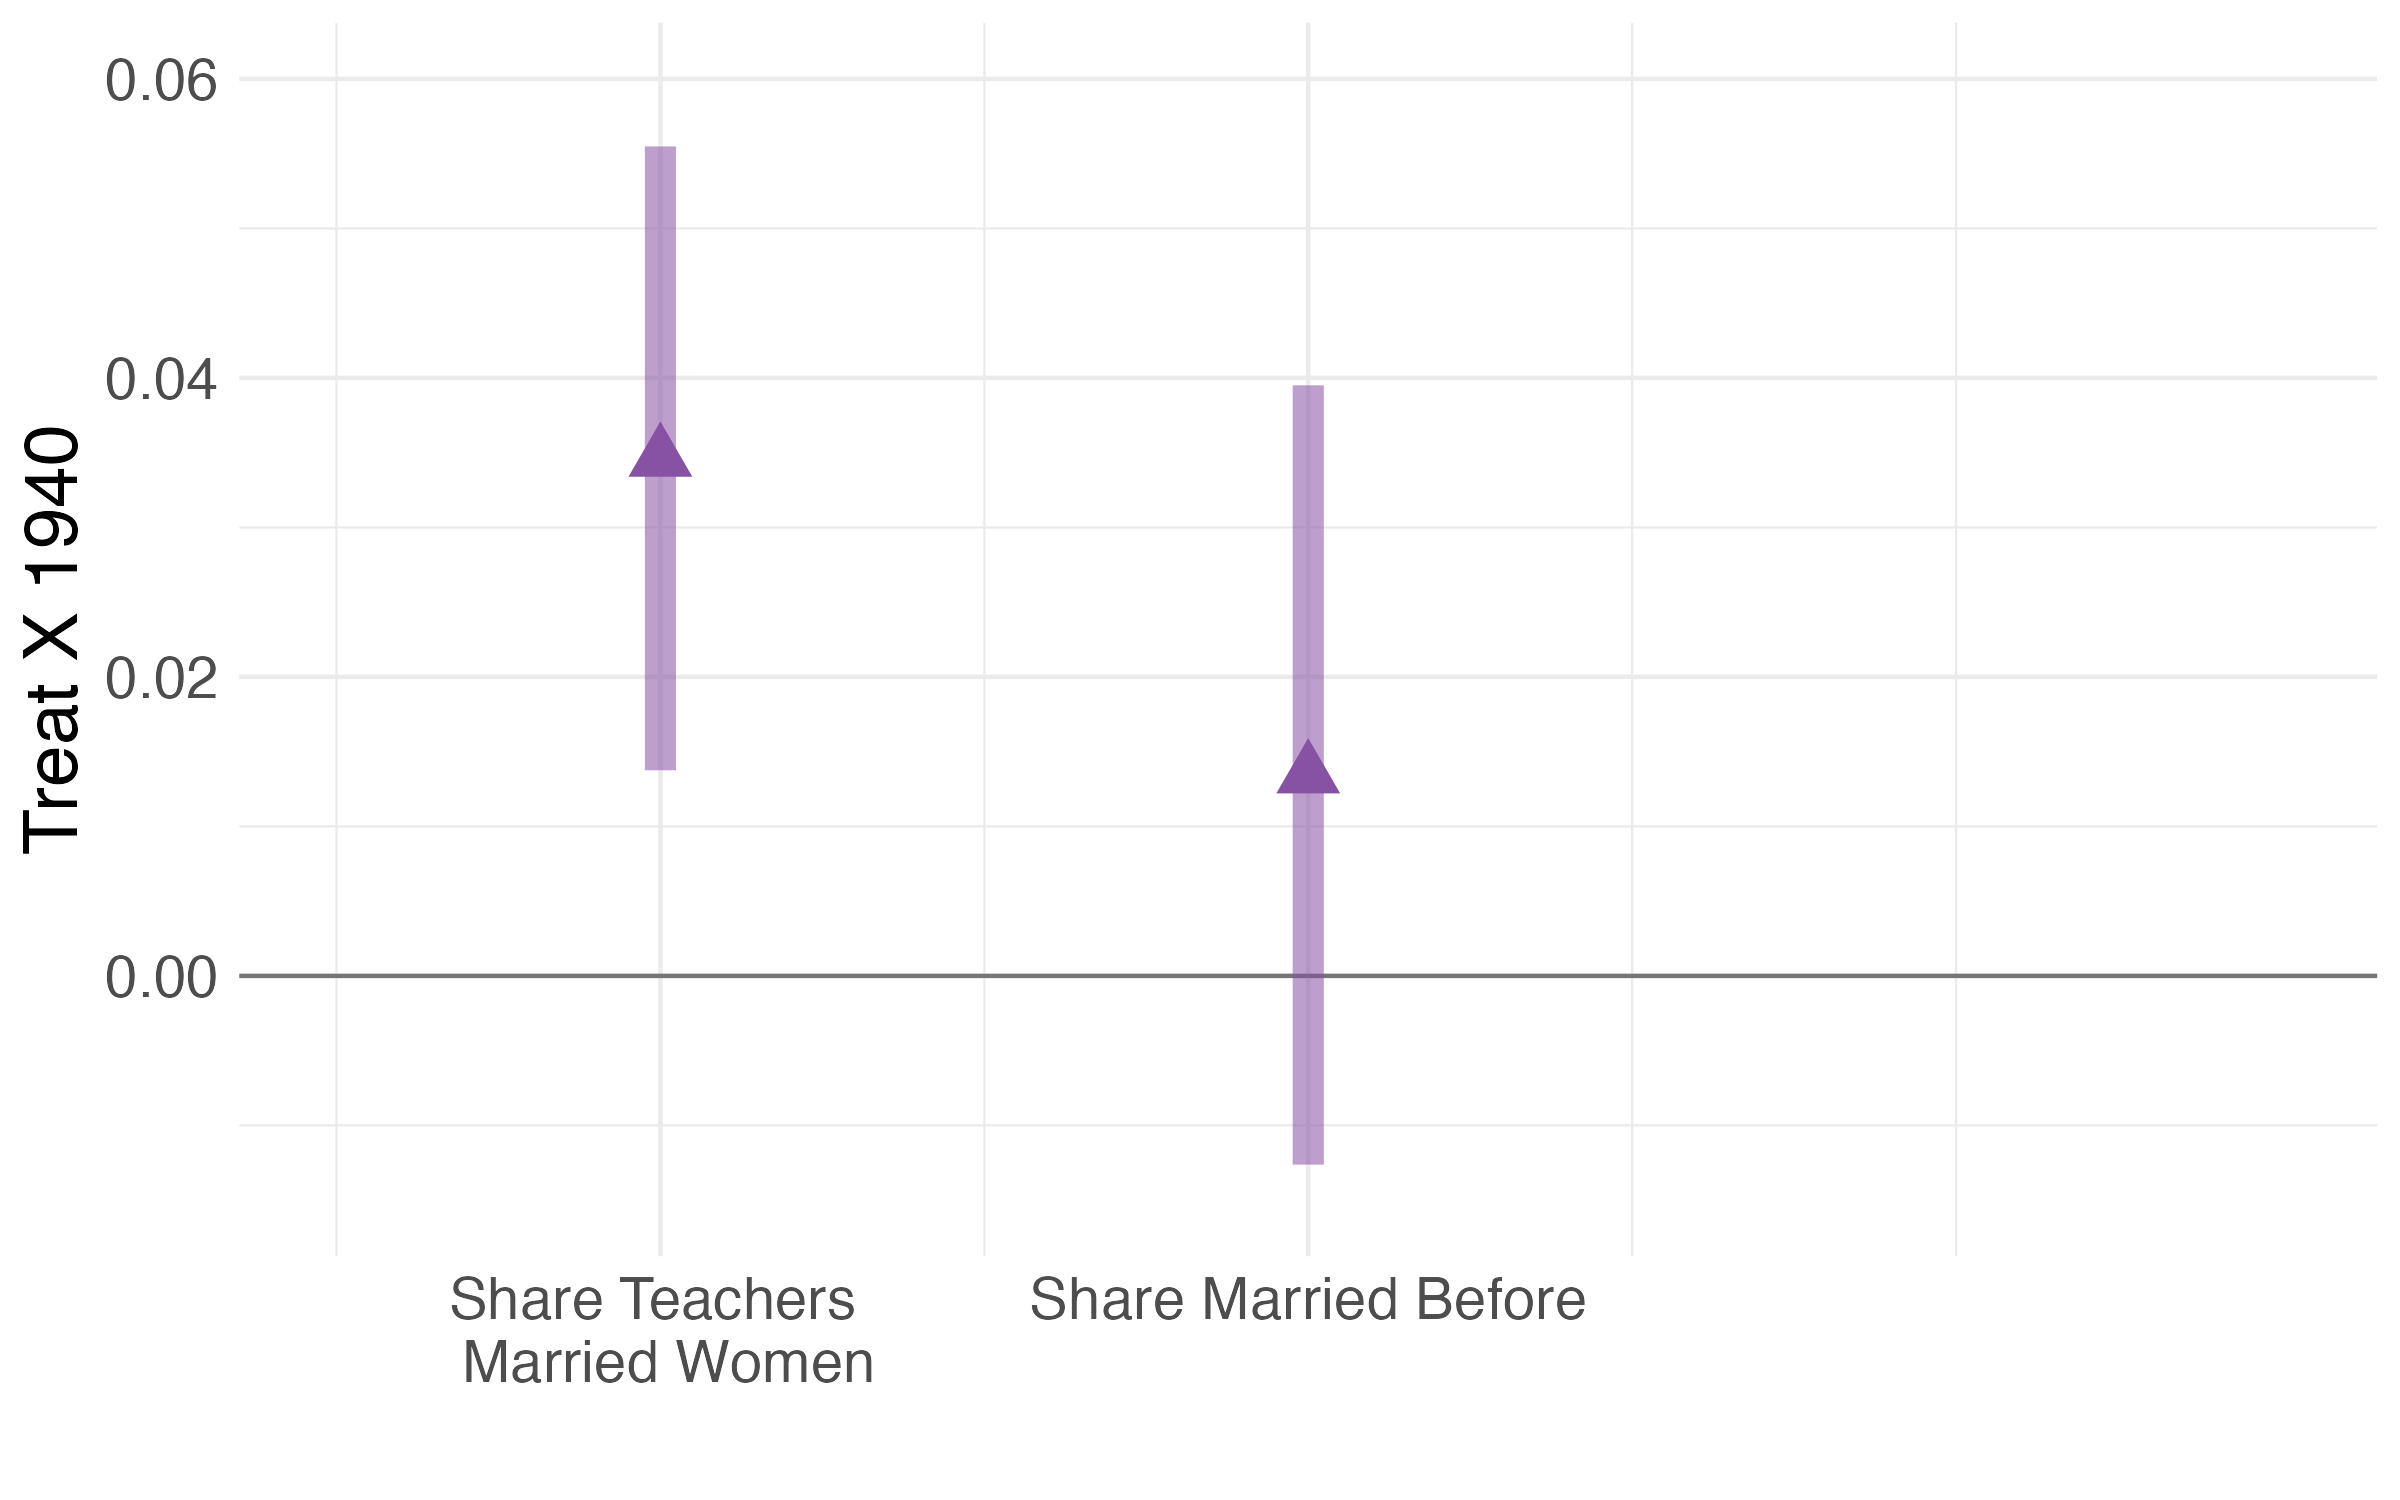 0.06
0.04
0.02
0.00
Treat X 1940
Share Teachers
Married Women
Share Married Before